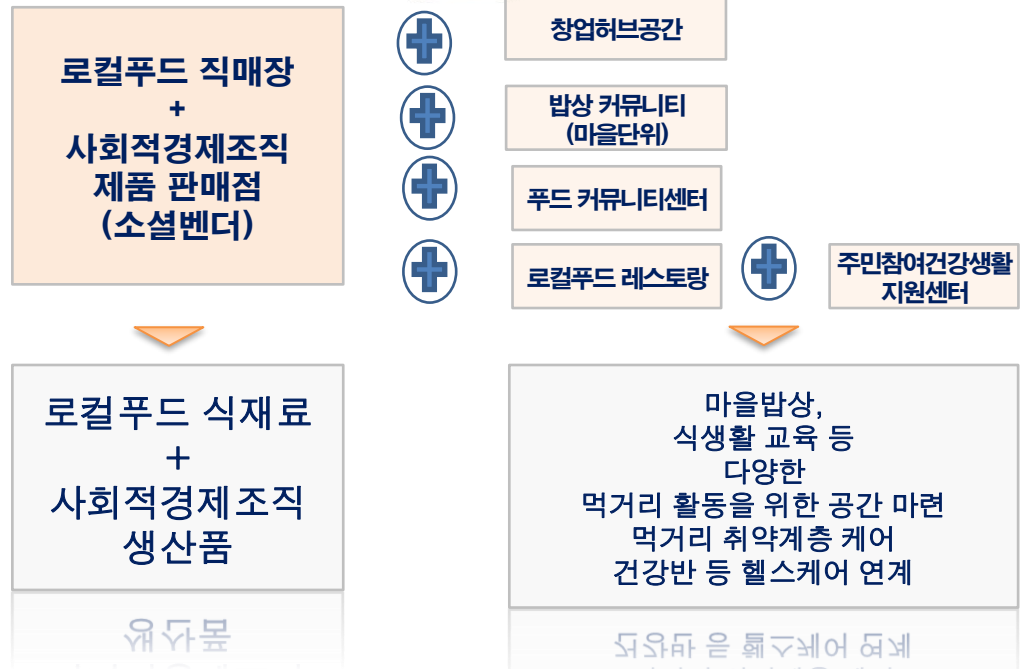 로컬푸드 직매장
+
사회적경제조직
제품 판매점
(소셜벤더)
창업허브공간
밥상 커뮤니티
(마을단위)
푸드 커뮤니티센터
로컬푸드 레스토랑
주민참여건강생활
지원센터
로컬푸드 식재료
+
사회적경제조직
생산품
마을밥상,
식생활 교육 등
다양한
먹거리 활동을 위한 공간 마련
먹거리 취약계층 케어
건강반 등 헬스케어 연계